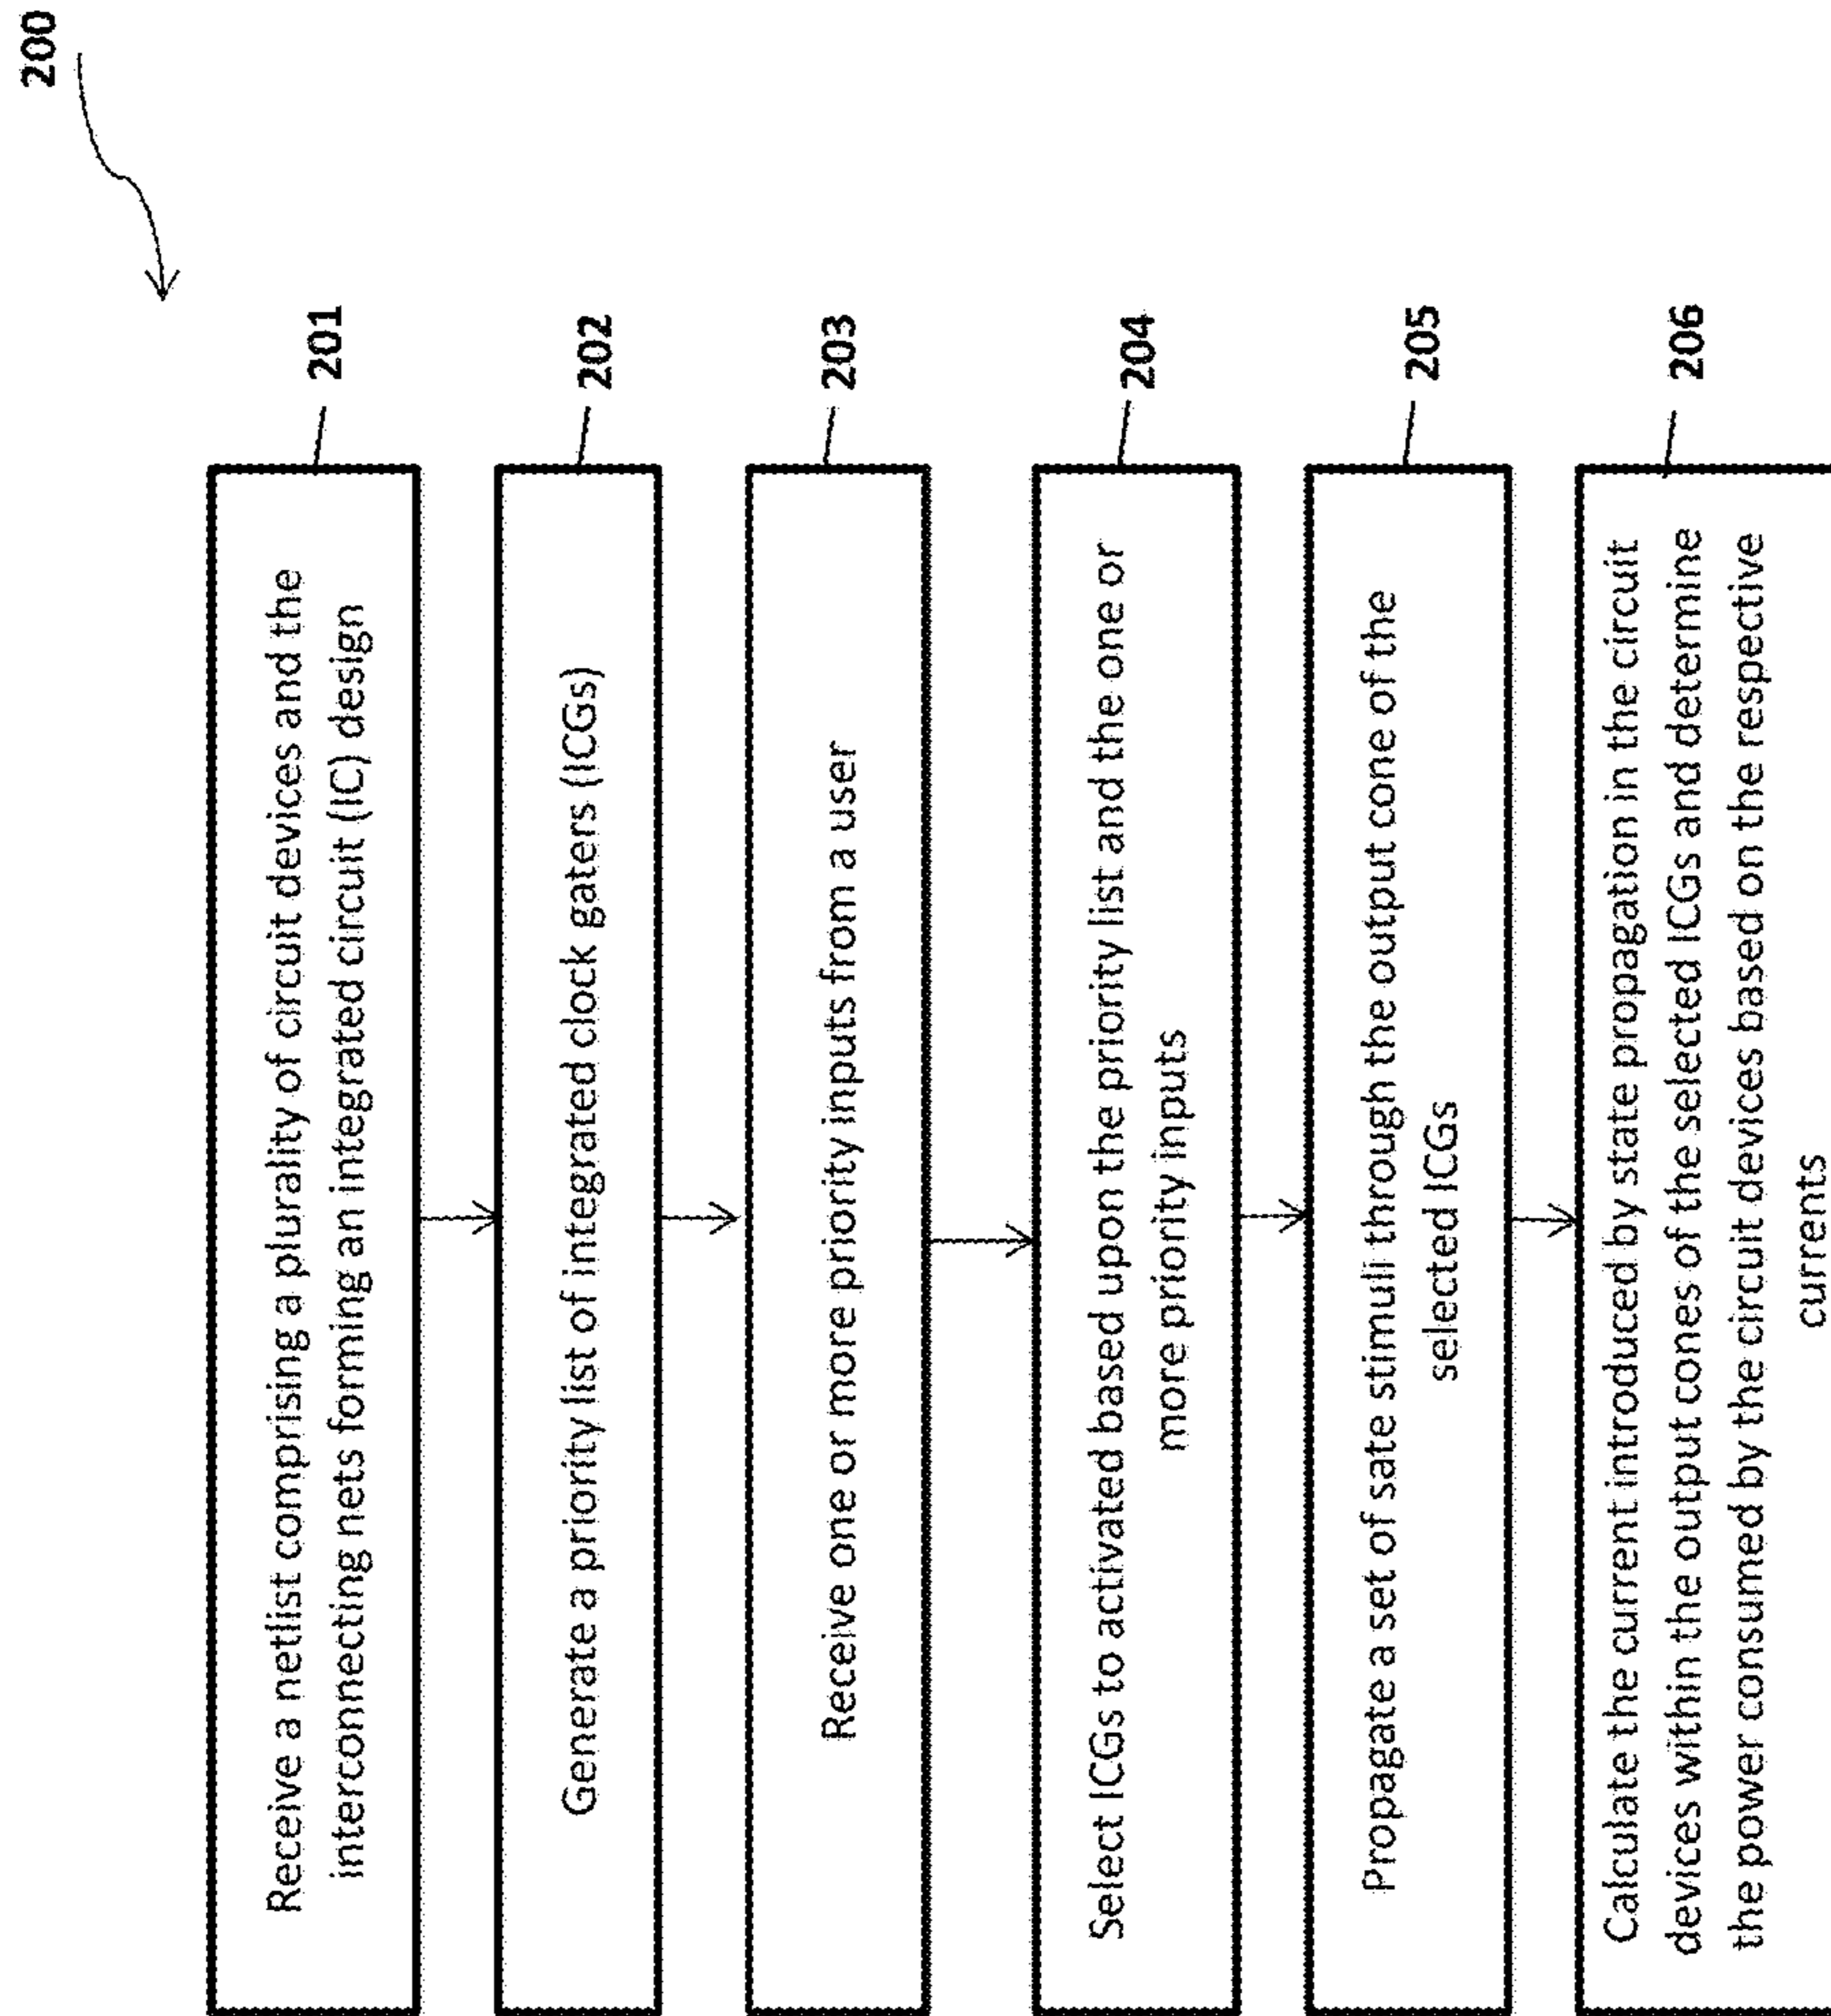 200
201
Receive a netlist comprising a plurality of circuit devices and the
interconnecting nets forming an integrated circuit (IC) design
202
Generate a priority list of integrated clock gaters (ICGs)
203
Receive one or more priority inputs from a user
204
Select ICGs to activated based upon the priority list and the one or
more priority inputs
205
Propagate a set of sate stimuli through the output cone of the
selected ICGs
206
Calculate the current introduced by state propagation in the circuit
devices within the output cones of the selected ICGs and determine
the power consumed by the circuit devices based on the respective
currents